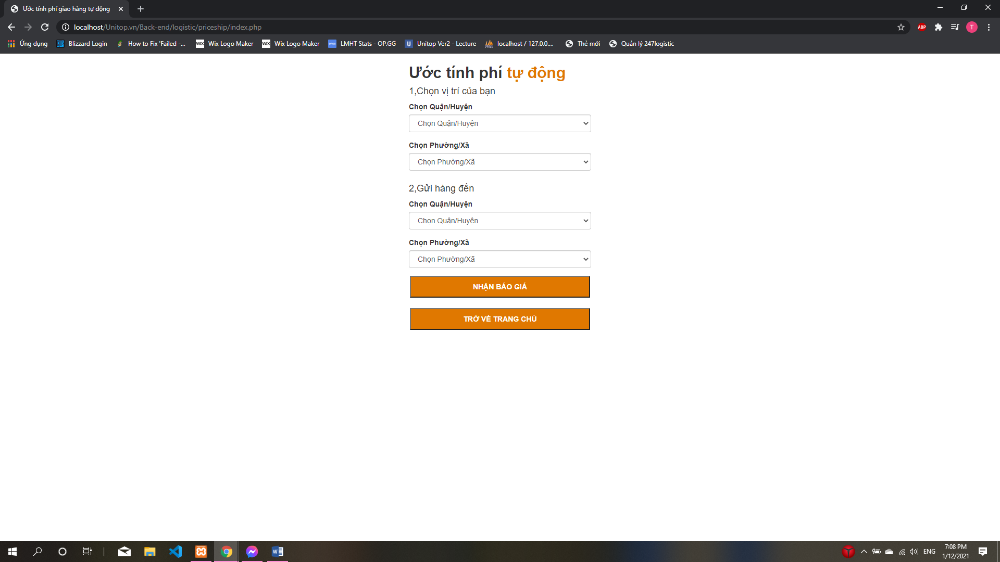 Ước tính phí giao hàng tự động
localhost/Unitop.vn/Back-end/logistic/priceship/index.php
ABP
T
Ứng dụng
Blizzard Login
How to Fix 'Failed -...
WIX Wix Logo Maker
WIX Wix Logo Maker
OP.GG LMHT Stats - OP.GG
U Unitop Ver2 - Lecture
localhost / 127.0.0....
Thẻ mới
Quản lý 247logistic
Ước tính phí tự động
1,Chọn vị trí của bạn
Chọn Quận/Huyện
Chọn Quận/Huyện
Chọn Phường/Xã
Chọn Phường/Xã
2,Gửi hàng đến
Chọn Quận/Huyện
Chọn Quận/Huyện
Chọn Phường/Xã
Chọn Phường/Xã
NHẬN BÁO GIÁ
TRỞ VỀ TRANG CHỦ
ENG
7:08 PM
1/12/2021